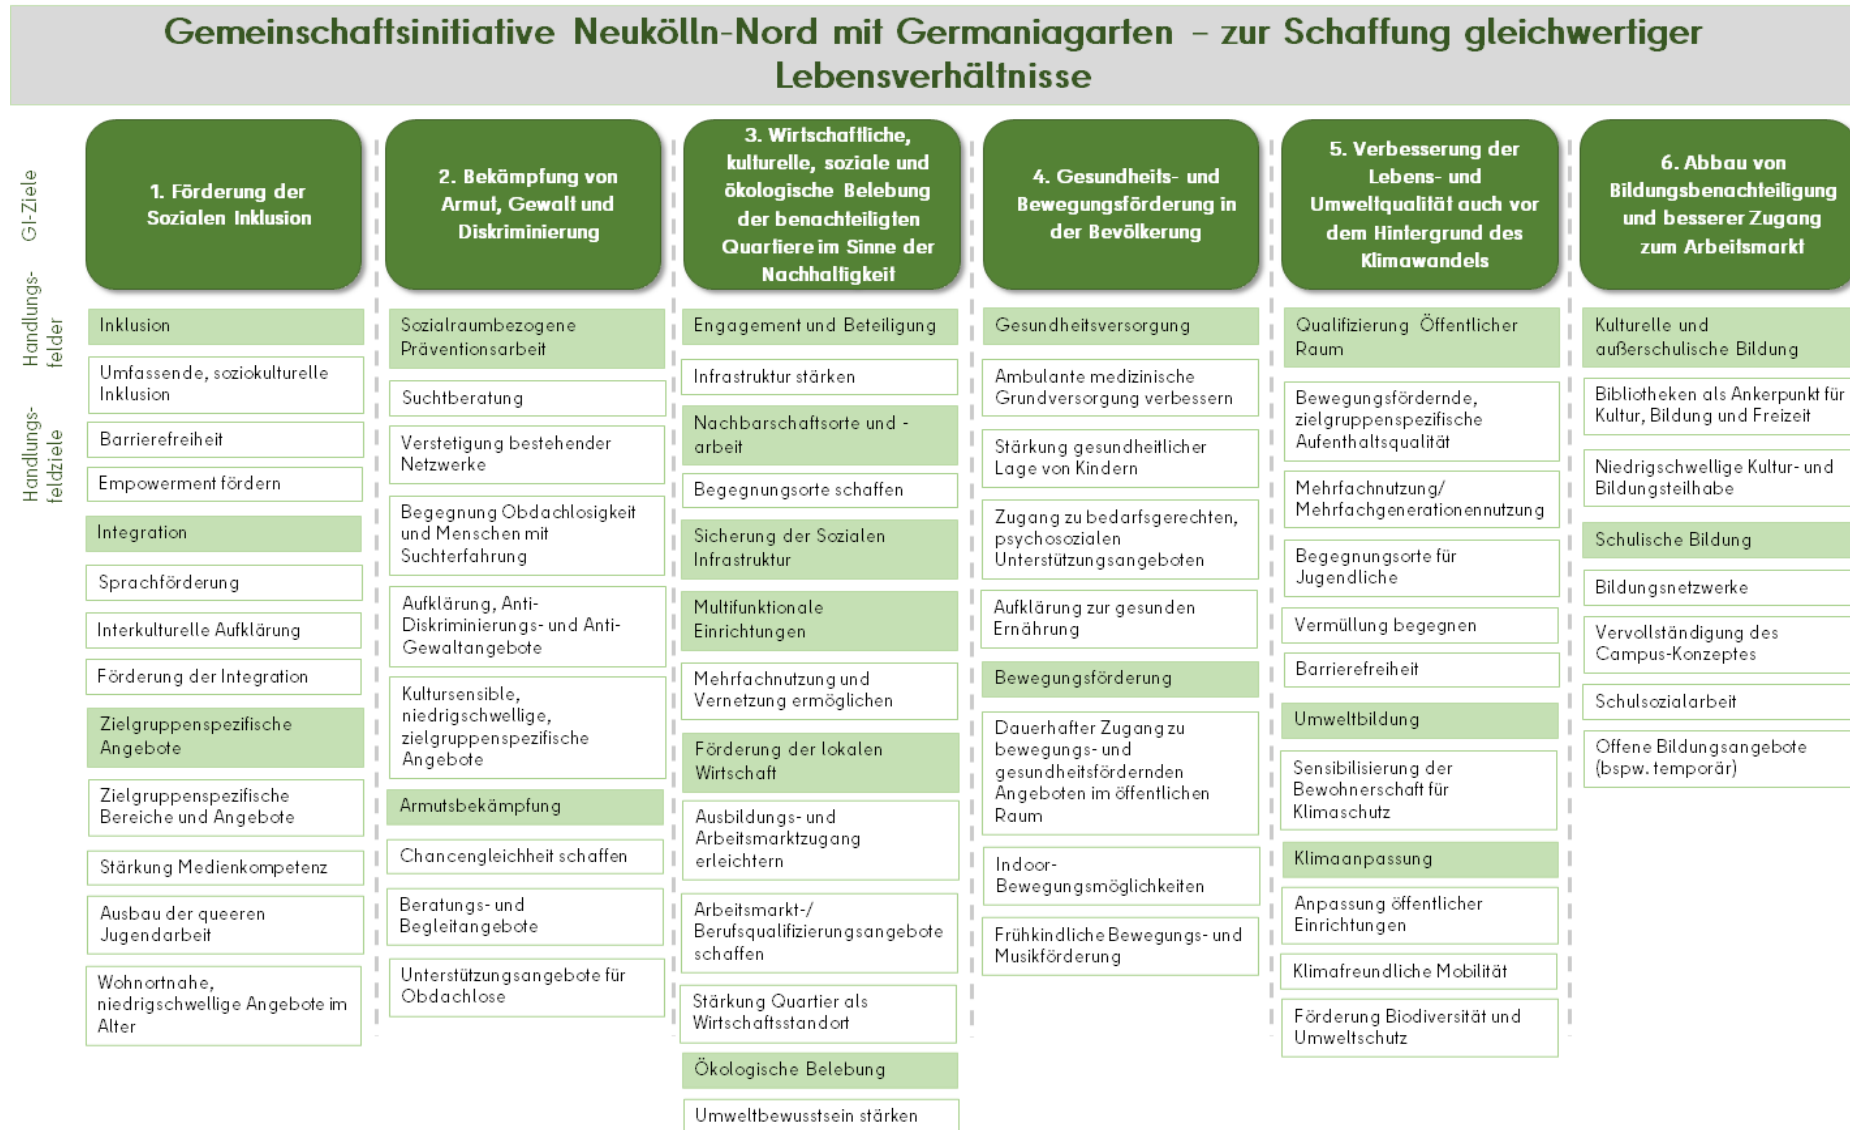 Gemeinschaftsinitiative Neukölln-Nord mit Germaniagarten – zur Schaffung gleichwertiger
Lebensverhältnisse
GI-Ziele
Handlungs-
felder
Handlungs-
feldziele
1. Förderung der
Sozialen Inklusion
Inklusion
Umfassende, soziokulturelle
Inklusion
Barrierefreiheit
Empowerment fördern
Integration
Sprachförderung
Interkulturelle Aufklärung
Förderung der Integration
Zielgruppenspezifische
Angebote
Zielgruppenspezifische
Bereiche und Angebote
Stärkung Medienkompetenz
Ausbau der queeren
Jugendarbeit
Wohnortnahe,
niedrigschwellige Angebote im
Alter
2. Bekämpfung von
Armut, Gewalt und
Diskriminierung
Sozialraumbezogene
Präventionsarbeit
Suchtberatung
Verstetigung bestehender
Netzwerke
Begegnung Obdachlosigkeit
und Menschen mit
Suchterfahrung
Aufklärung, Anti-
Diskriminierungs- und Anti-
Gewaltangebote
Kultursensible,
niedrigschwellige,
zielgruppenspezifische
Angebote
Armutsbekämpfung
Chancengleichheit schaffen
Beratungs- und
Begleitangebote
Unterstützungsangebote für
Obdachlose
3. Wirtschaftliche,
kulturelle, soziale und
ökologische Belebung
der benachteiligten
Quartiere im Sinne der
Nachhaltigkeit
Engagement und Beteiligung
Infrastruktur stärken
Nachbarschaftsorte und -
arbeit
Begegnungsorte schaffen
Sicherung der Sozialen
Infrastruktur
Multifunktionale
Einrichtungen
Mehrfachnutzung und
Vernetzung ermöglichen
Förderung der lokalen
Wirtschaft
Ausbildungs- und
Arbeitsmarktzugang
erleichtern
Arbeitsmarkt-/
Berufsqualifizierungsangebote
schaffen
Stärkung Quartier als
Wirtschaftsstandort
Ökologische Belebung
Umweltbewusstsein stärken
4. Gesundheits- und
Bewegungsförderung in
der Bevölkerung
Gesundheitsversorgung
Ambulante medizinische
Grundversorgung verbessern
Stärkung gesundheitlicher
Lage von Kindern
Zugang zu bedarfsgerechten,
psychosozialen
Unterstützungsangeboten
Aufklärung zur gesunden
Ernährung
Bewegungsförderung
Dauerhafter Zugang zu
bewegungs- und
gesundheitsfördernden
Angeboten im öffentlichen
Raum
Indoor-
Bewegungsmöglichkeiten
Frühkindliche Bewegungs- und
Musikförderung
5. Verbesserung der
Lebens- und
Umweltqualität auch vor
dem Hintergrund des
Klimawandels
Qualifizierung Öffentlicher
Raum
Bewegungsfördernde,
zielgruppenspezifische
Aufenthaltsqualität
Mehrfachnutzung/
Mehrfachgenerationennutzung
Begegnungsorte für
Jugendliche
Vermüllung begegnen
Barrierefreiheit
Umweltbildung
Sensibilisierung der
Bewohnerschaft für
Klimaschutz
Klimaanpassung
Anpassung öffentlicher
Einrichtungen
Klimafreundliche Mobilität
Förderung Biodiversität und
Umweltschutz
6. Abbau von
Bildungsbenachteiligung
und besserer Zugang
zum Arbeitsmarkt
Kulturelle und
außerschulische Bildung
Bibliotheken als Ankerpunkt für
Kultur, Bildung und Freizeit
Niedrigschwellige Kultur- und
Bildungsteilhabe
Schulische Bildung
Bildungsnetzwerke
Vervollständigung des
Campus-Konzeptes
Schulsozialarbeit
Offene Bildungsangebote
(bspw. temporär)